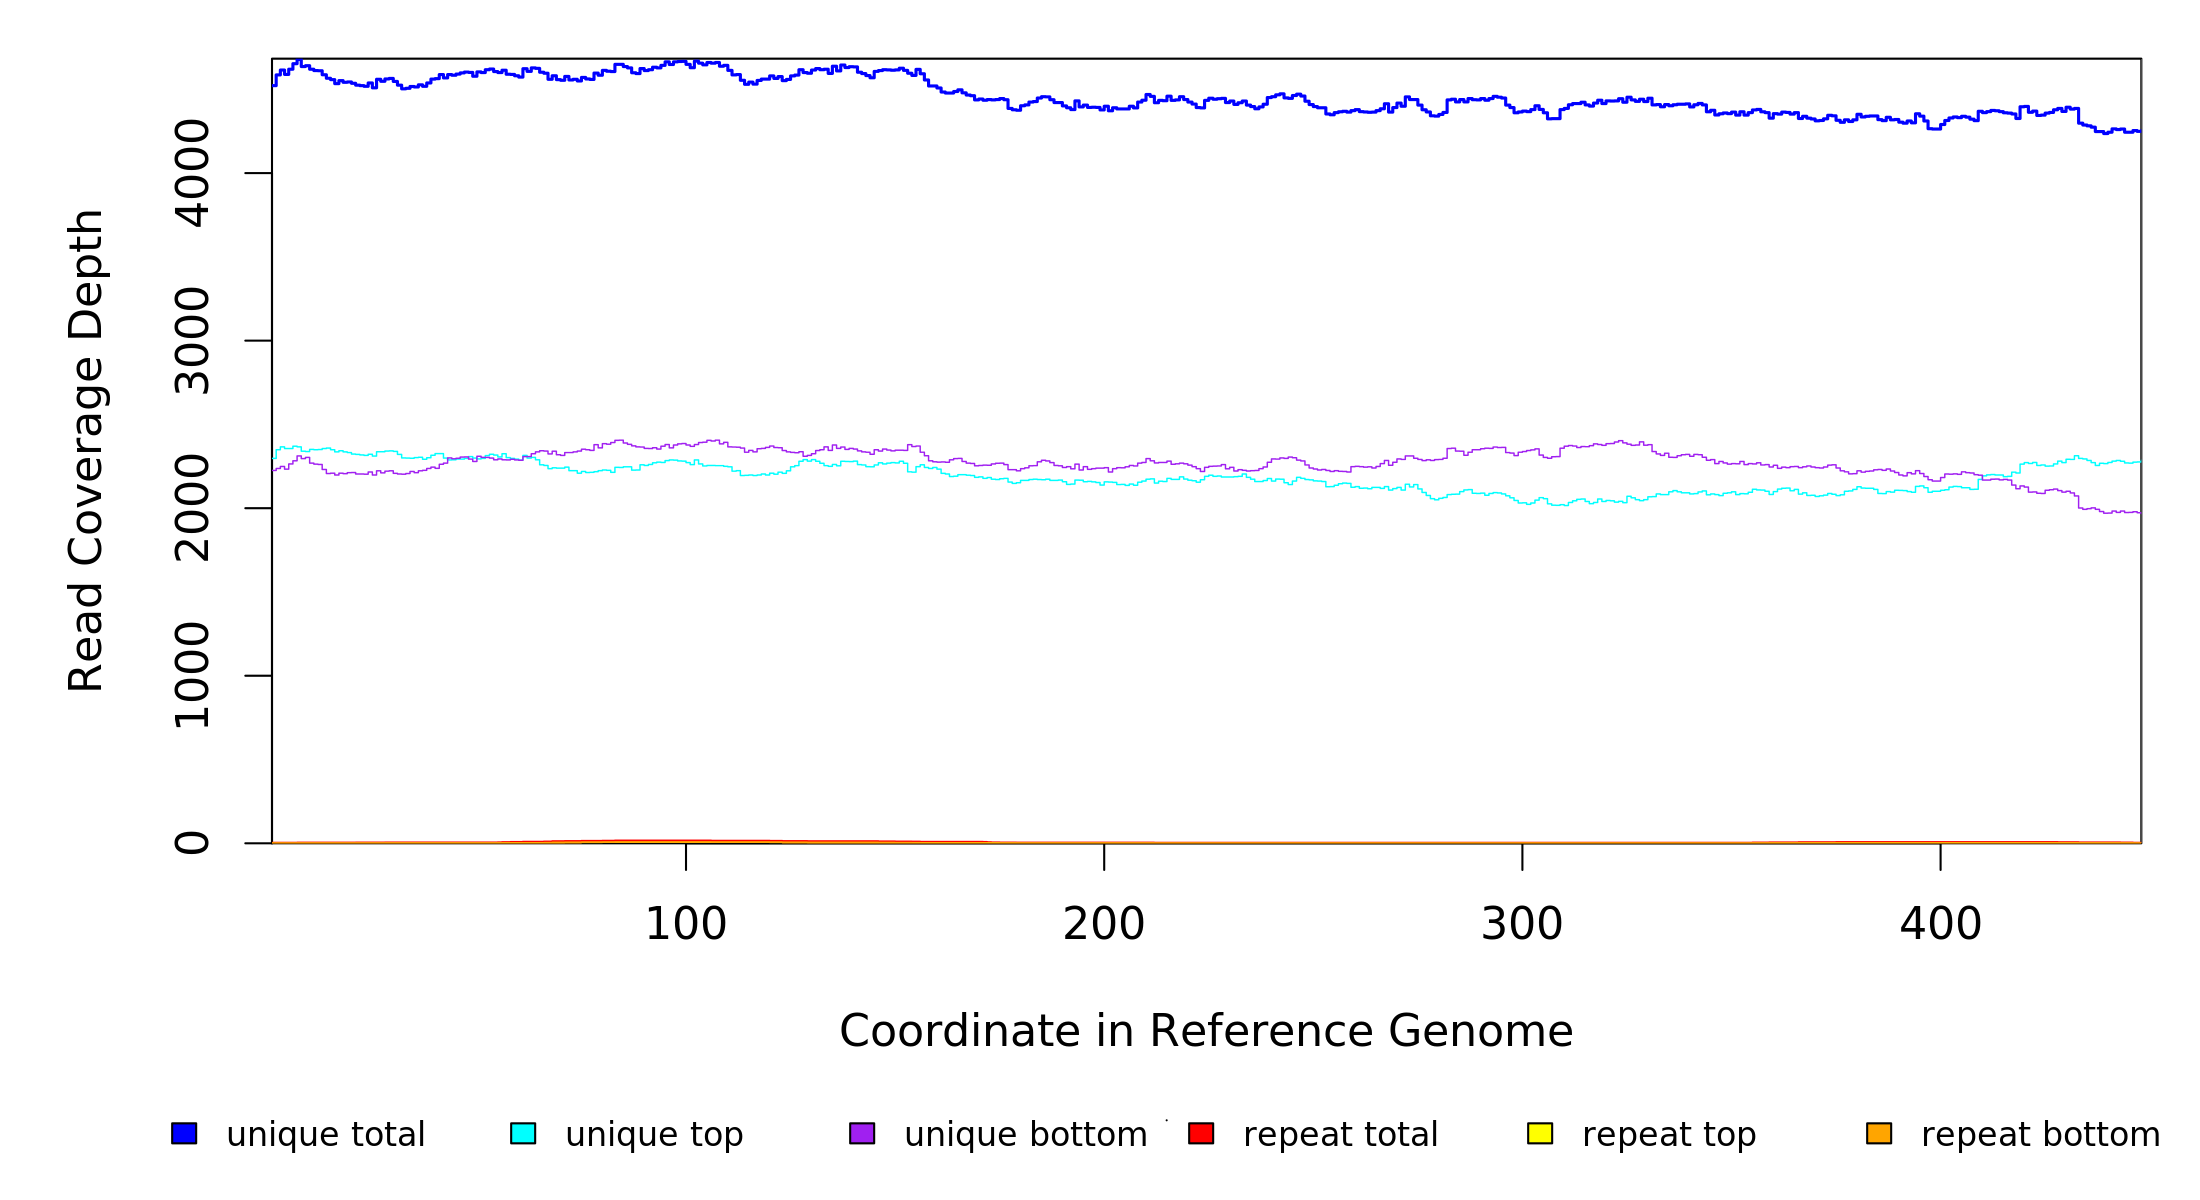 Read Coverage Depth
4000
3000
2000
1000
0
100 200 300 400
Coordinate in Reference Genome
unique total unique top unique bottom repeat total repeat top repeat bottom